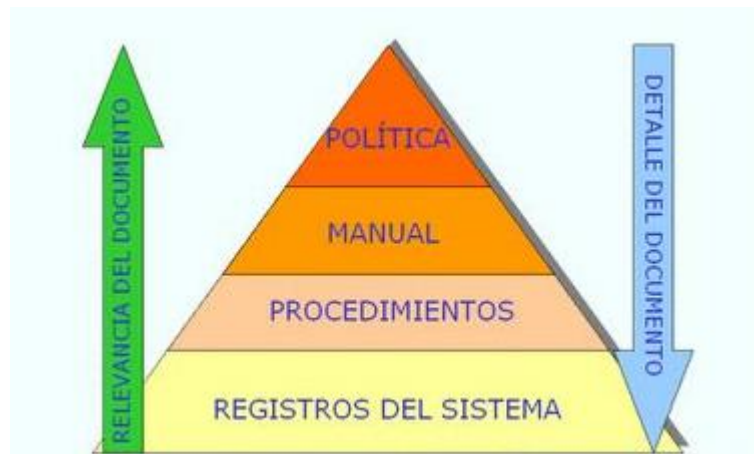 POLÍTICA
MANUAL
PROCEDIMIENTOS
REGISTROS DEL SISTEMA
RELEVANCIA DEL DOCUMENTO
DETALLE DEL DOCUMENTO